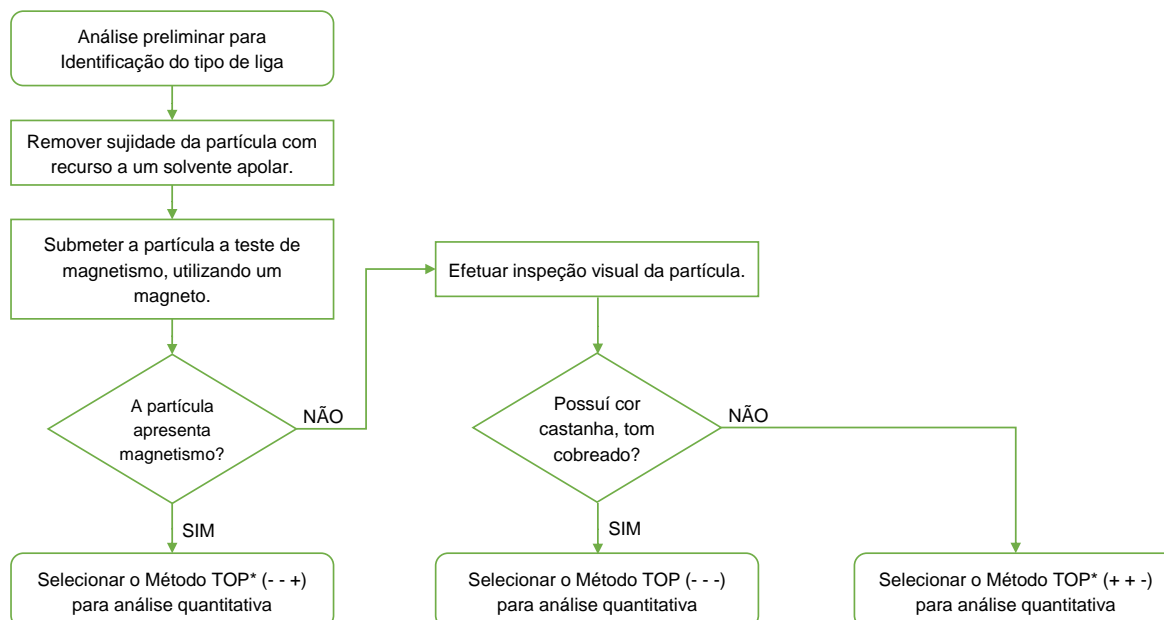 Análise preliminar para
Identificação do tipo de liga
Remover sujidade da partícula com
recurso a um solvente apolar.
Submeter a partícula a teste de
magnetismo, utilizando um
magneto.
Efetuar inspeção visual da partícula.
A partícula
apresenta
magnetismo?
NÃO
SIM
Possuí cor
castanha, tom
cobreado?
NÃO
SIM
Selecionar o Método TOP* (- - +)
para análise quantitativa
Selecionar o Método TOP (- - -)
para análise quantitativa
Selecionar o Método TOP* (+ + -)
para análise quantitativa